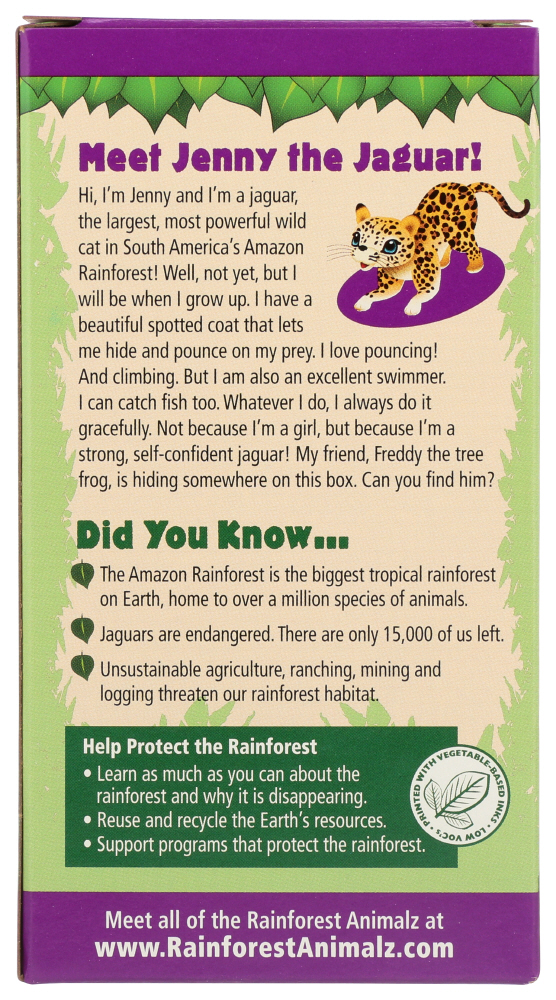 Meet Jenny the Jaguar!
Hi, I'm Jenny and I'm a jaguar,
the largest, most powerful wild
cat in South America's Amazon
Rainforest! Well, not yet, but I
will be when I grow up. I have a
beautiful spotted coat that lets
me hide and pounce on my prey. I love pouncing!
And climbing. But I am also an excellent swimmer.
I can catch fish too. Whatever I do, I always do it
gracefully. Not because I'm a girl, but because I'm a
strong, self-confident jaguar! My friend, Freddy the tree
frog, is hiding somewhere on this box. Can you find him?
Did You Know...
The Amazon Rainforest is the biggest tropical rainforest
on Earth, home to over a million species of animals.
Jaguars are endangered. There are only 15,000 of us left.
Unsustainable agriculture, ranching, mining and
logging threaten our rainforest habitat.
Help Protect the Rainforest
• Learn as much as you can about the
rainforest and why it is disappearing.
• Reuse and recycle the Earth's resources.
• Support programs that protect the rainforest.
PRINTED WITH VEGETABLE-BASED INKS • LOW VOC's •
Meet all of the Rainforest Animalz at
www.RainforestAnimalz.com